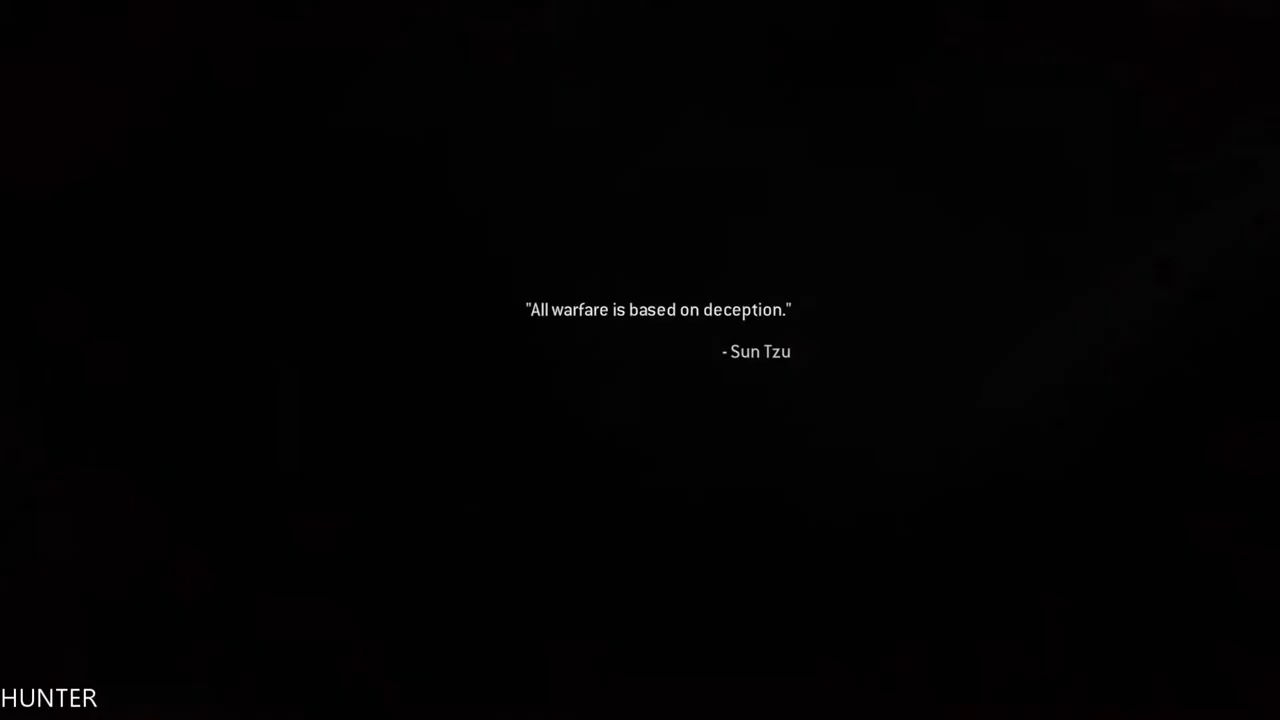 "All warfare is based on deception."
- Sun Tzu
HUNTER